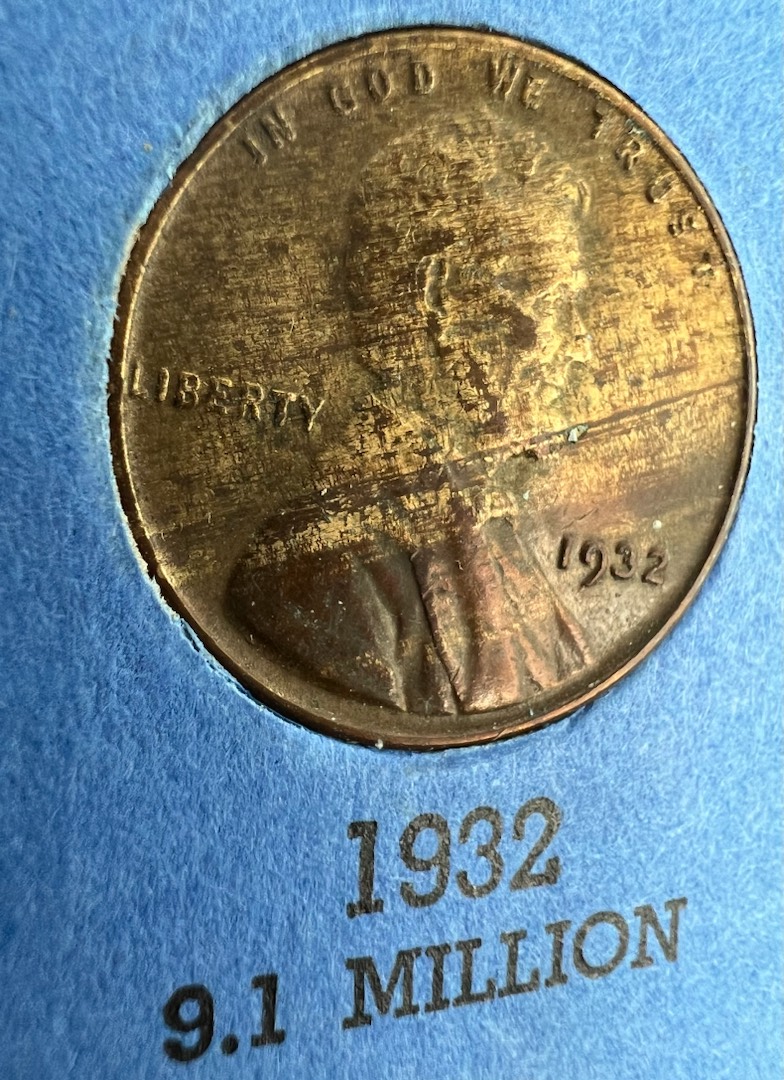 IN GOD WE TRUST
LIBERTY
1932
1932
9.1 MILLION